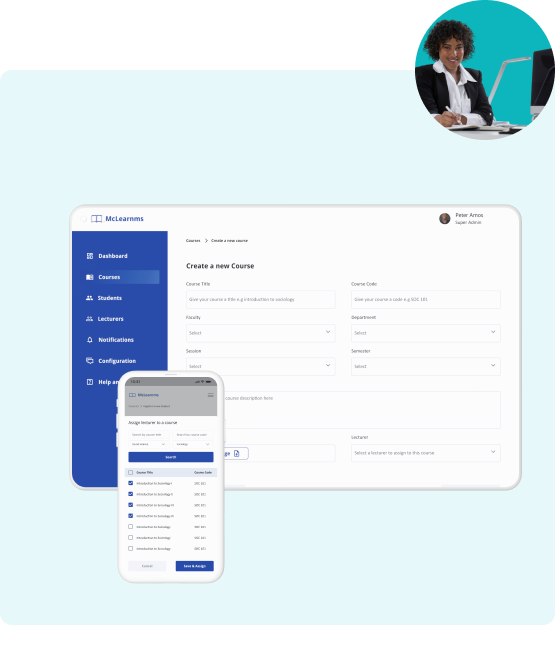 McLearnms
Peter Amos
Super Admin
Dashboard
Courses
Students
Lecturers
Notifications
Configuration
Help an
Courses > Create a new course
Create a new Course
Course Title
Course Code
Give your course a title e.g introduction to sociology
Give your course a code e.g SOC 101
Faculty
Department
Select
Select
Session
Semester
Select
Select
course description here
Lecturer
Select a lecturer to assign to this course
McLearnms
Assign lecturer to a course
Search
Course Title
Course Code
Introduction to Sociology
SOC 101
Introduction to Sociology
SOC 101
Introduction to Sociology
SOC 101
Introduction to Sociology
SOC 101
Introduction to Sociology
SOC 101
Introduction to Sociology
SOC 101
Introduction to Sociology
SOC 101
Cancel
Save & Assign